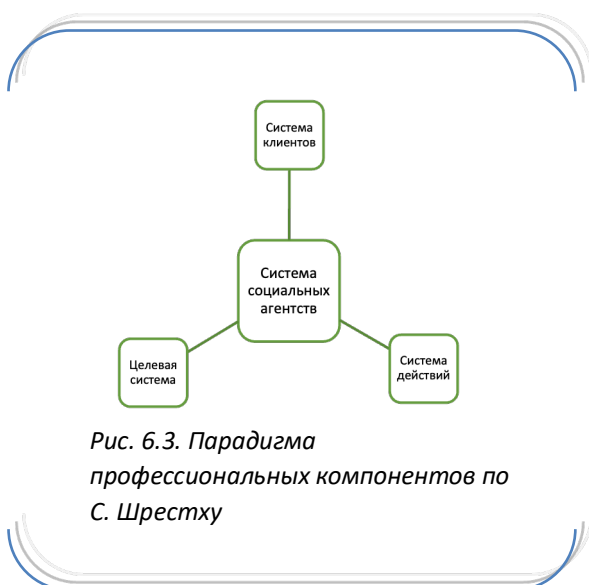 Система
клиентов
Система
социальных
агентств
Целевая
система
Система
действий
Рис. 6.3. Парадигма
профессиональных компонентов по
С. Шрестху